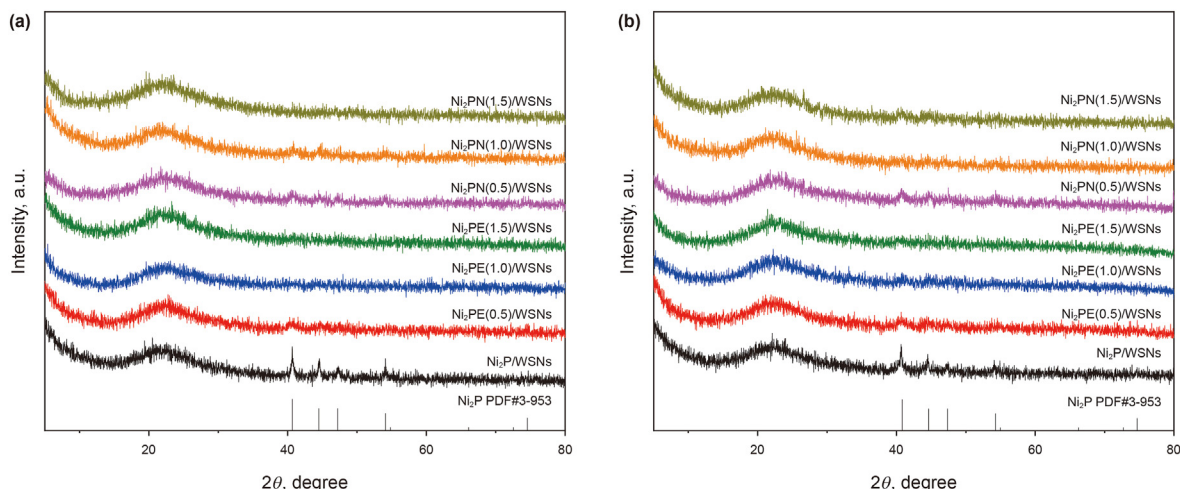 (a)
Intensity, a.u.
Ni₂PN(1.5)/WSNs
Ni₂PN(1.0)/WSNs
Ni₂PN(0.5)/WSNs
Ni₂PE(1.5)/WSNs
Ni₂PE(1.0)/WSNs
Ni₂PE(0.5)/WSNs
Ni₂P/WSNs
Ni₂P PDF#3-953
20
40
60
80
2θ, degree
(b)
Intensity, a.u.
Ni₂PN(1.5)/WSNs
Ni₂PN(1.0)/WSNs
Ni₂PN(0.5)/WSNs
Ni₂PE(1.5)/WSNs
Ni₂PE(1.0)/WSNs
Ni₂PE(0.5)/WSNs
Ni₂P/WSNs
Ni₂P PDF#3-953
20
40
60
80
2θ, degree